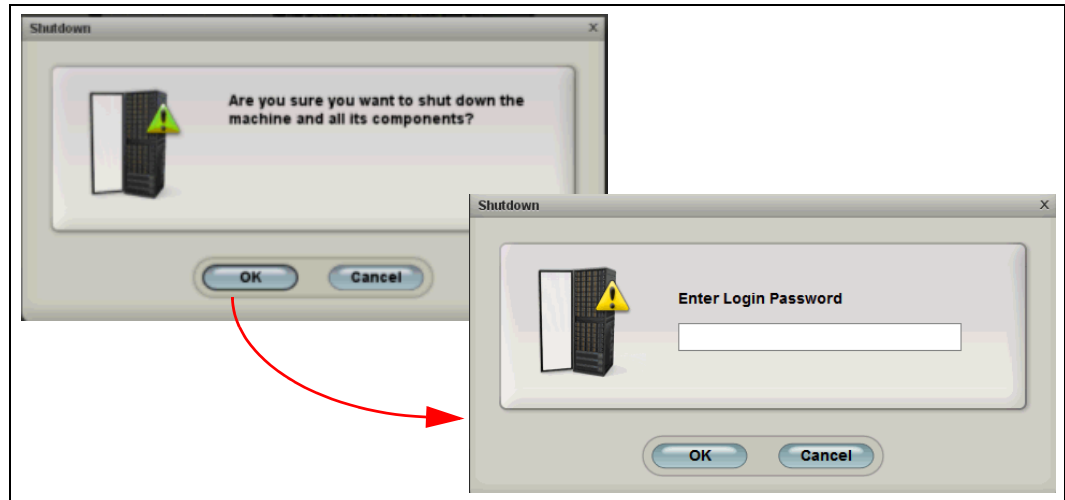 Shutdown
X
Are you sure you want to shut down the
machine and all its components?
OK
Cancel
Shutdown
X
Enter Login Password
OK
Cancel